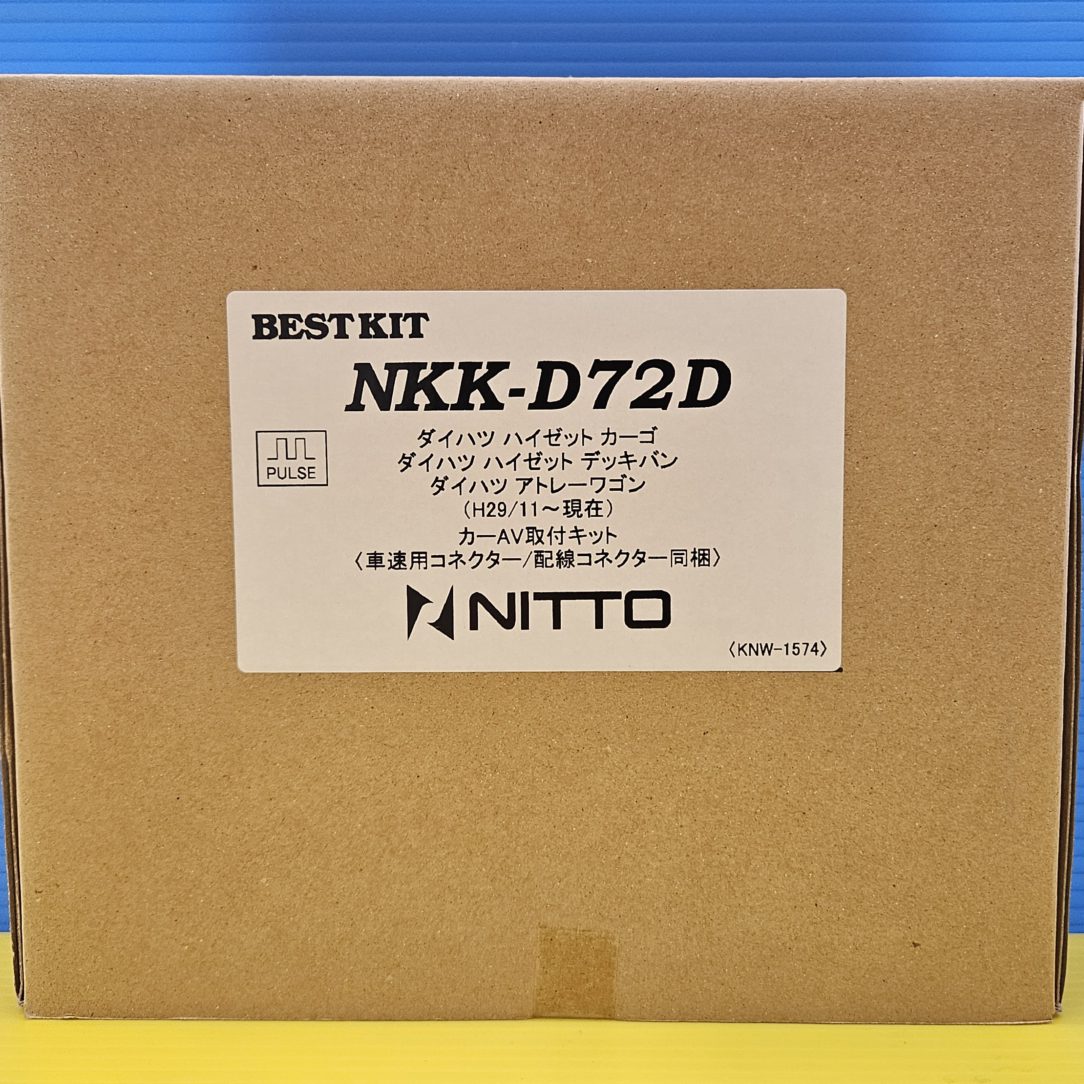 BEST KIT
NKK-D72D
PULSE
ダイハツ ハイゼット カーゴ
ダイハツ ハイゼット デッキバン
ダイハツ アトレーワゴン
(H29/11～現在)
カーAV取付キット
〈車速用コネクター/配線コネクター同梱〉
NITTO
〈KNW-1574〉